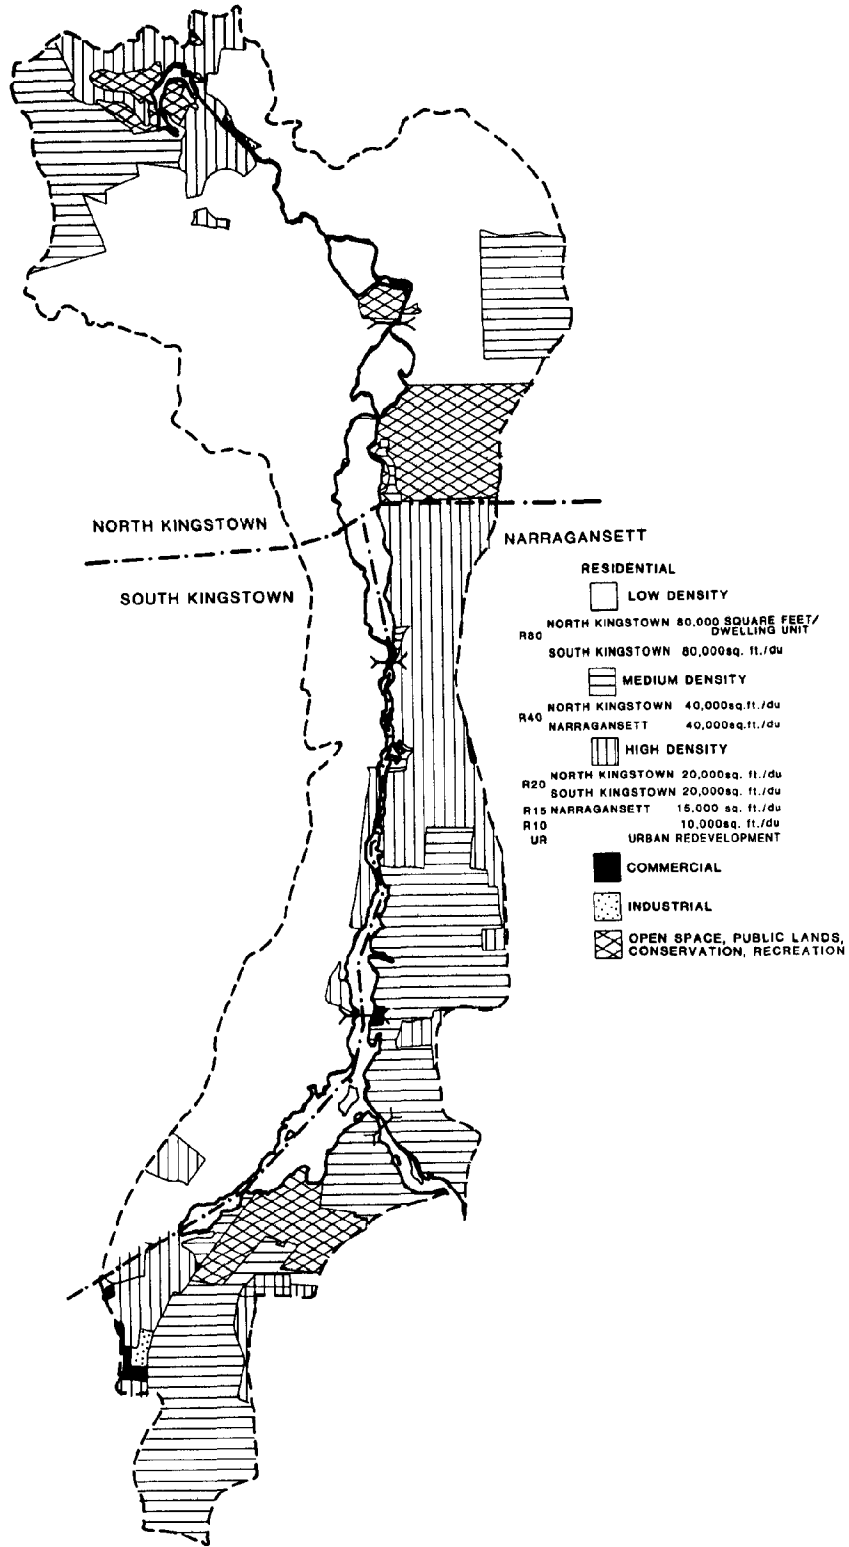 NORTH KINGSTOWN
SOUTH KINGSTOWN
NARRAGANSETT
RESIDENTIAL
LOW DENSITY
R80 NORTH KINGSTOWN 80,000 SQUARE FEET/
DWELLING UNIT
SOUTH KINGSTOWN 80,000sq. ft./du
MEDIUM DENSITY
R40 NORTH KINGSTOWN 40,000sq.ft./du
NARRAGANSETT 40,000sq.ft./du
HIGH DENSITY
R20 NORTH KINGSTOWN 20,000sq. ft./du
SOUTH KINGSTOWN 20,000sq. ft./du
R15 NARRAGANSETT 15,000 sq. ft./du
R10 10,000sq. ft./du
UR URBAN REDEVELOPMENT
COMMERCIAL
INDUSTRIAL
OPEN SPACE, PUBLIC LANDS,
CONSERVATION, RECREATION